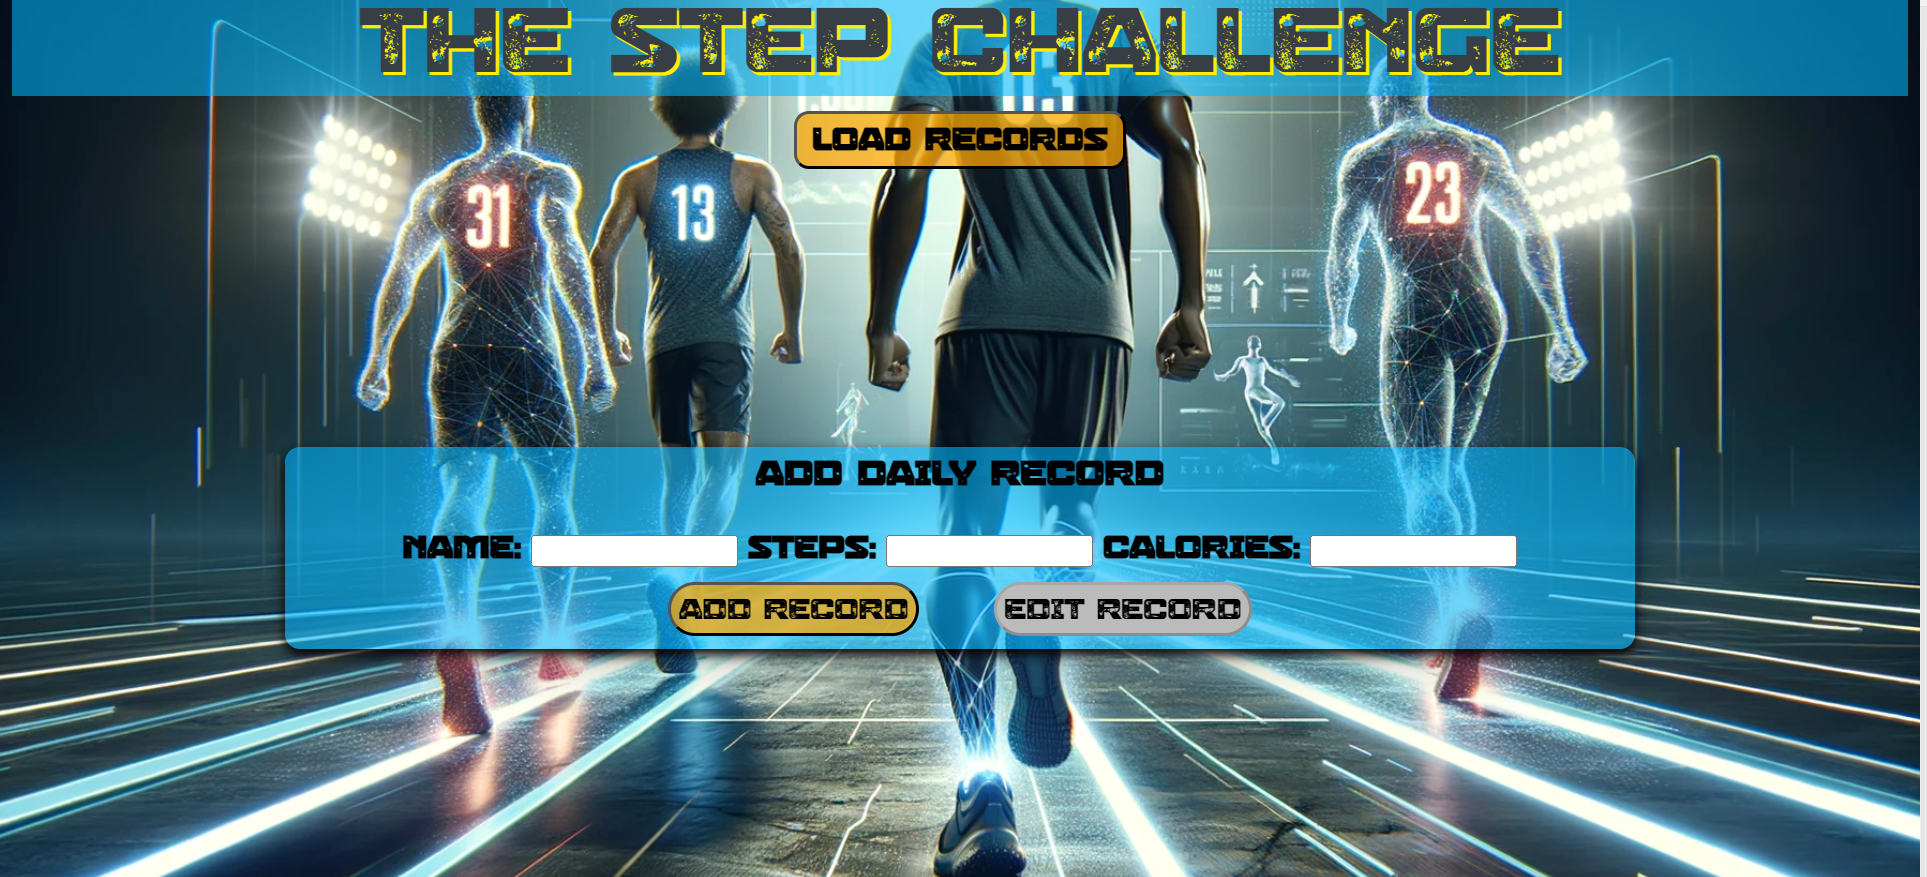 THE STEP CHALLENGE
LOAD RECORDS
31
13
23
ADD DAILY RECORD
NAME: STEPS: CALORIES:
ADD RECORD EDIT RECORD